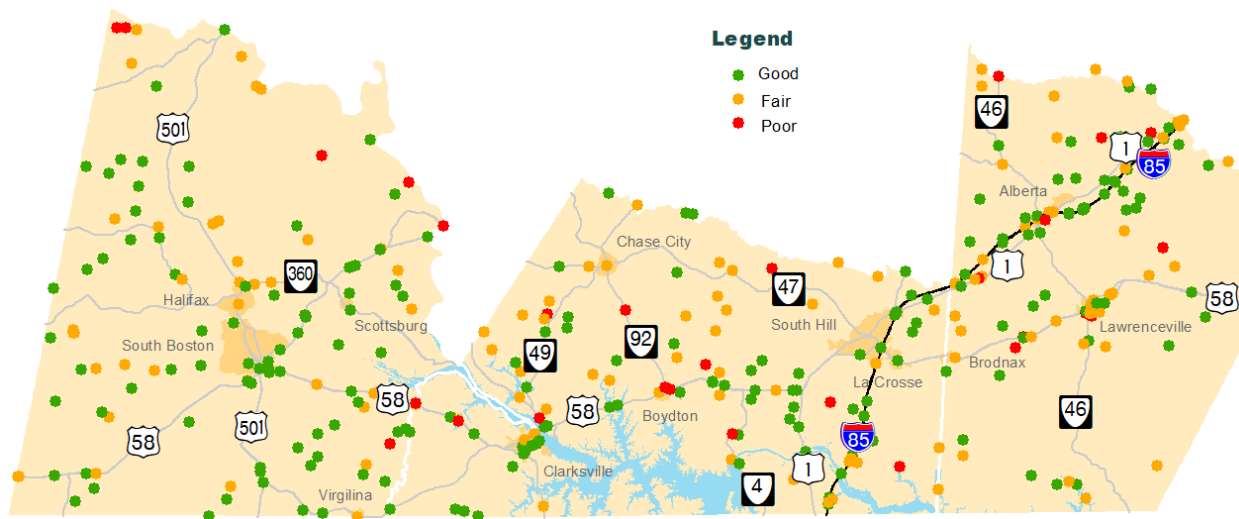 Legend
Good
Fair
Poor
46
501
1
85
Alberta
Chase City
360
47
1
58
Halifax
South Hill
Scottsburg
Lawrenceville
South Boston
49
92
La Crosse
Brodnax
58
58
Boydton
46
501
58
85
Clarksville
1
4
Virgilina